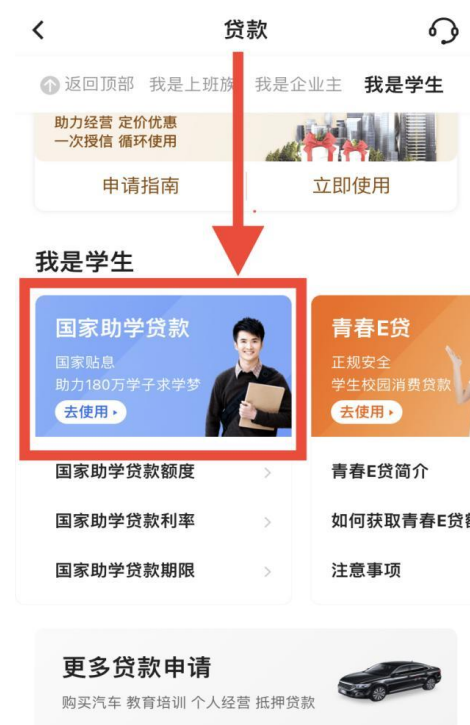 贷款
返回顶部 我是上班族 我是企业主 我是学生
助力经营 定价优惠
一次授信 循环使用
申请指南 立即使用
我是学生
国家助学贷款
国家贴息
助力180万学子求学梦
去使用
青春E贷
正规安全
学生校园消费贷款
去使用
国家助学贷款额度
国家助学贷款利率
国家助学贷款期限
青春E贷简介
如何获取青春E贷
注意事项
更多贷款申请
购买汽车 教育培训 个人经营 抵押贷款